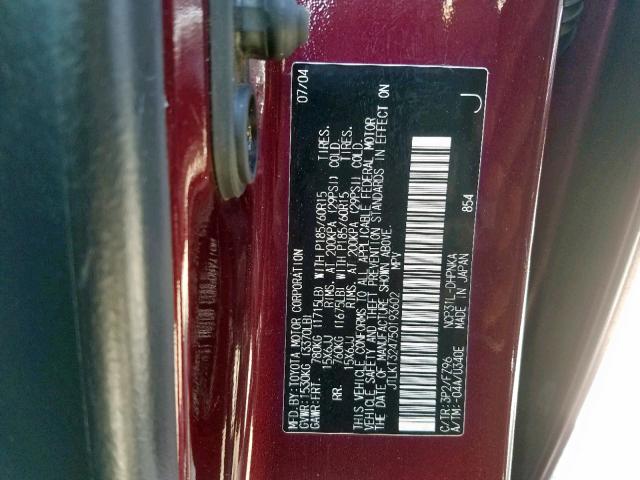 MFD.BY:TOYOTA MOTOR CORPORATION 07/04
GVWR:1530KG (3370LB)
GAWR:FRT. 780KG (1715LB) WITH P185/60R15 TIRES.
15X6JJ RIMS. AT 200KPA (29PSI) COLD.
RR. 760KG (1675LB) WITH P185/60R15 TIRES.
15X6JJ RIMS. AT 200KPA (29PSI) COLD.
THIS VEHICLE CONFORMS TO ALL APPLICABLE FEDERAL MOTOR
VEHICLE SAFETY AND THEFT PREVENTION STANDARDS IN EFFECT ON
THE DATE OF MANUFACTURE SHOWN ABOVE.
JTLKT324750193602 MPV
J
854
C/TR:3P2/FZ96 NCP31L-DHPNKA
A/TM:-04A/U340E MADE IN JAPAN